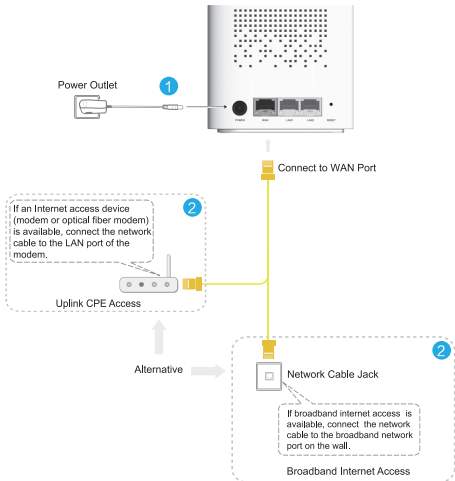 Power Outlet
1
POWER
WAN
LAN1
LAN2
RESET
Connect to WAN Port
2
If an Internet access device
(modem or optical fiber modem)
is available, connect the network
cable to the LAN port of the
modem.
Uplink CPE Access
Alternative
2
Network Cable Jack
If broadband internet access is
available, connect the network
cable to the broadband network
port on the wall.
Broadband Internet Access